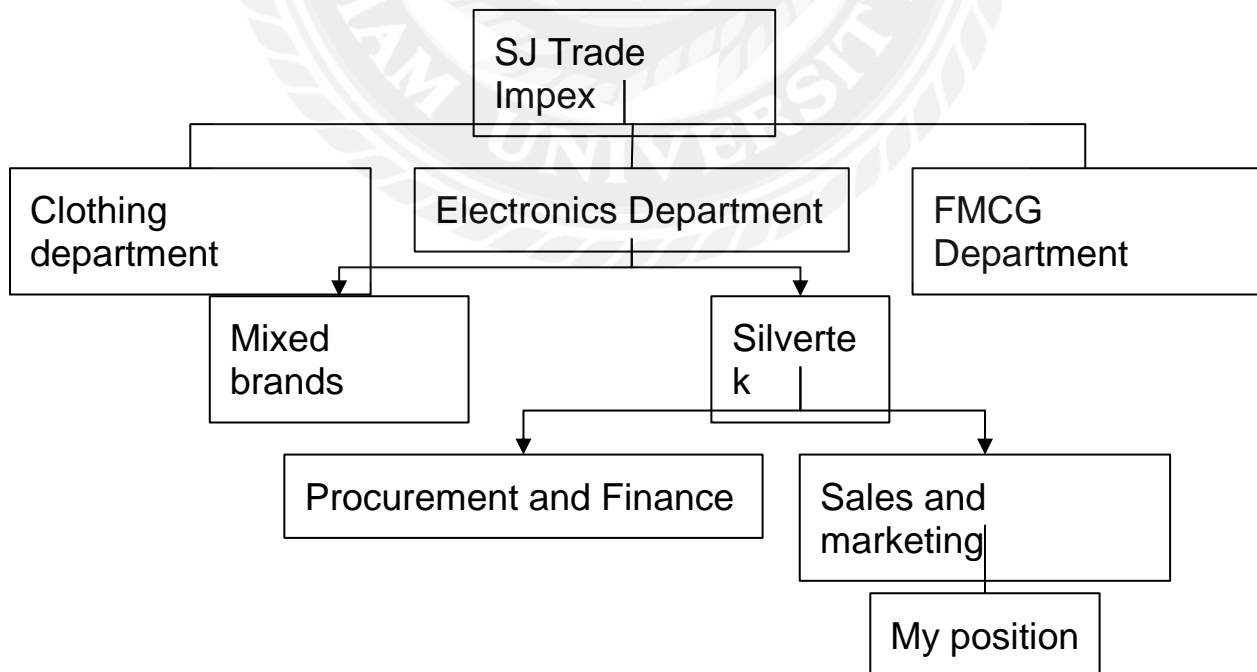 SJ Trade
Impex
Clothing
department
Electronics Department
FMCG
Department
Mixed
brands
Silverte
k
Procurement and Finance
Sales and
marketing
My position
UNIVERSIT